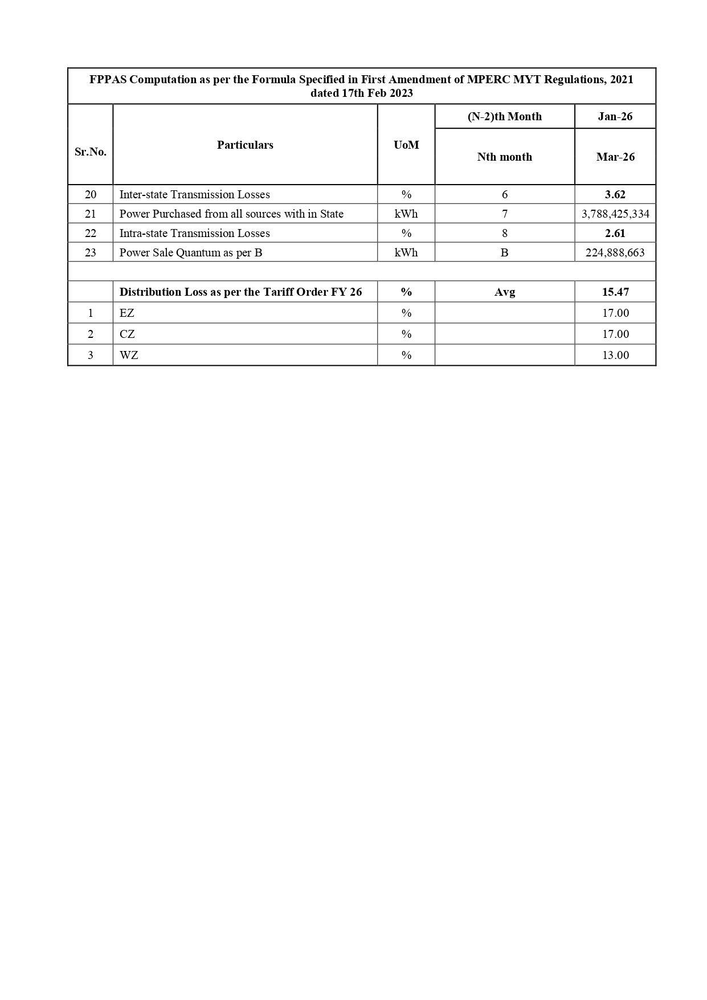 FPPAS Computation as per the Formula Specified in First Amendment of MPERC MYT Regulations, 2021
dated 17th Feb 2023
Sr.No. Particulars UoM (N-2)th Month Jan-26
Nth month Mar-26
20 Inter-state Transmission Losses % 6 3.62
21 Power Purchased from all sources with in State kWh 7 3,788,425,334
22 Intra-state Transmission Losses % 8 2.61
23 Power Sale Quantum as per B kWh B 224,888,663
Distribution Loss as per the Tariff Order FY 26 % Avg 15.47
1 EZ % 17.00
2 CZ % 17.00
3 WZ % 13.00